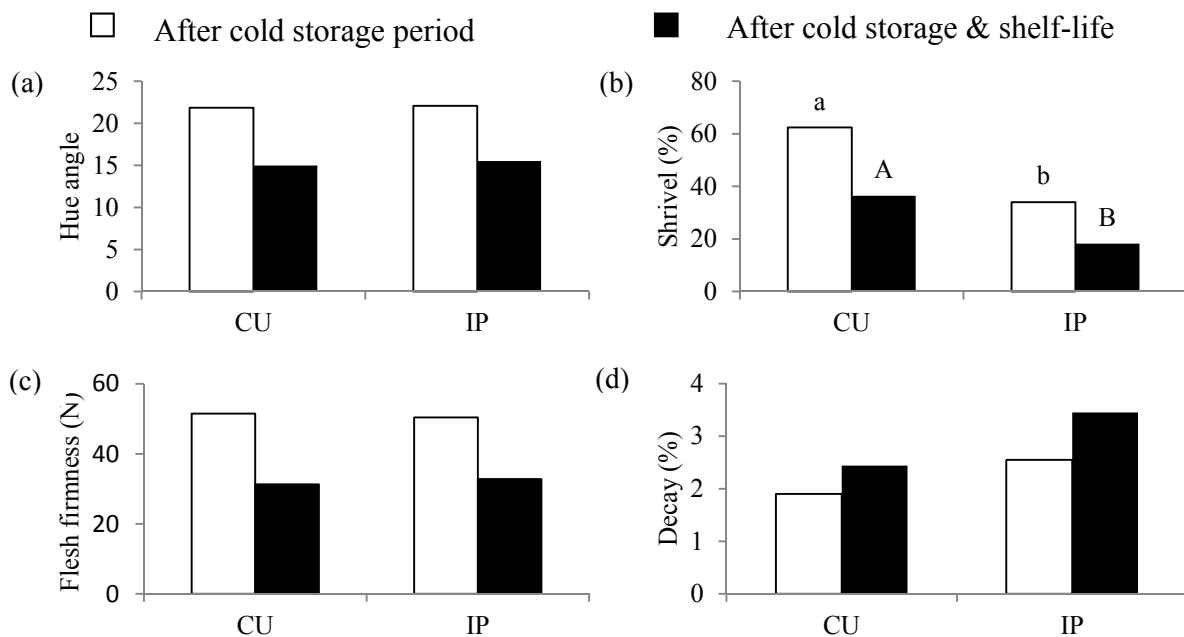 After cold storage period
After cold storage & shelf-life
(a)
Hue angle
25
20
15
10
5
0
CU
IP
(b)
Shrivel (%)
80
60
40
20
0
a
A
b
B
CU
IP
(c)
Flesh firmness (N)
60
40
20
0
CU
IP
(d)
Decay (%)
4
3
2
1
0
CU
IP